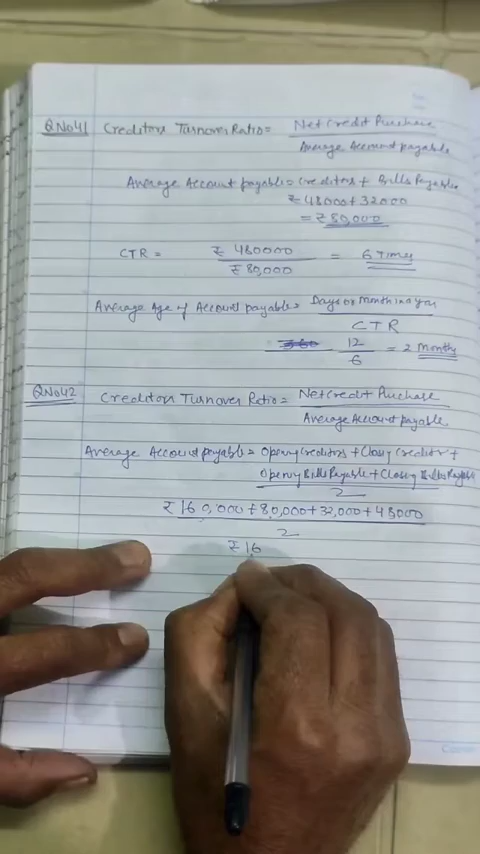 QNo41 Creditors Turnover Ratio = Net Credit Purchase
Average Account payable
Average Account payable = Creditors + Bills Payable
₹ 48000 + 32000
= ₹ 80,000
CTR = ₹ 480000 = 6 Times
₹ 80,000
Average Age of Account payable = Days or Month in a year
CTR
12 = 2 Months
6
QNo42 Creditors Turnover Ratio = Net Credit Purchase
Average Account payable
Average Account payable = Opening Creditors + Closing Creditors +
Opening Bills Payable + Closing Bills Payable
2
₹ 160,000 + 80,000 + 32,000 + 48000
2
₹ 16